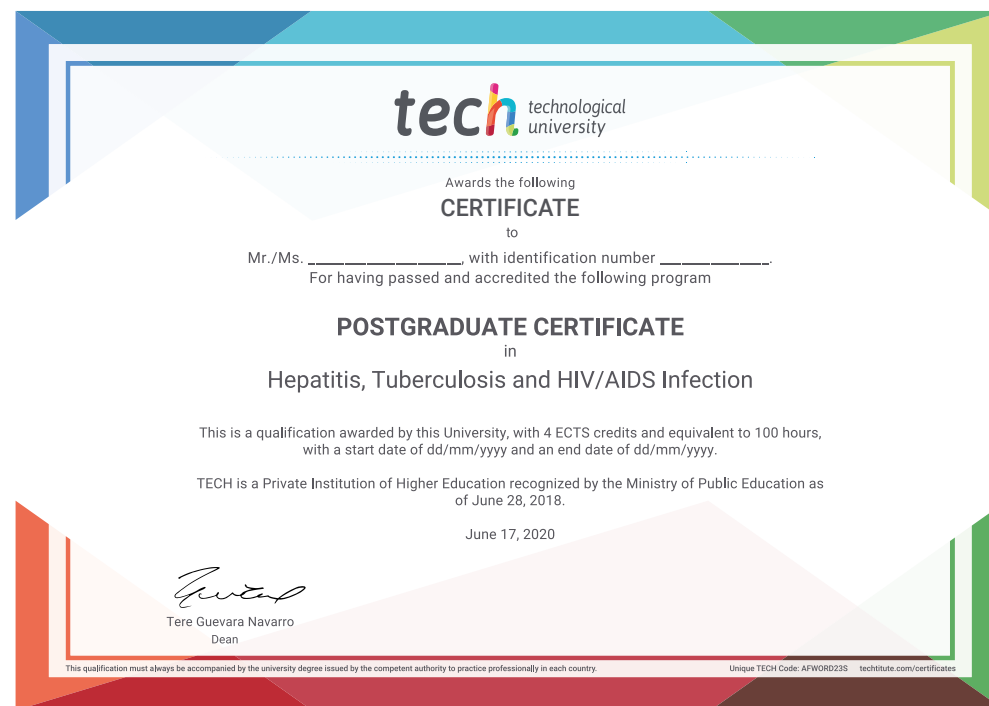 tech technological
university
Awards the following
CERTIFICATE
to
Mr./Ms. ____________________, with identification number ______________.
For having passed and accredited the following program
POSTGRADUATE CERTIFICATE
in
Hepatitis, Tuberculosis and HIV/AIDS Infection
This is a qualification awarded by this University, with 4 ECTS credits and equivalent to 100 hours,
with a start date of dd/mm/yyyy and an end date of dd/mm/yyyy.
TECH is a Private Institution of Higher Education recognized by the Ministry of Public Education as
of June 28, 2018.
June 17, 2020
Tere Guevara Navarro
Dean
This qualification must always be accompanied by the university degree issued by the competent authority to practice professionally in each country. Unique TECH Code: AFWORD23S techtitute.com/certificates